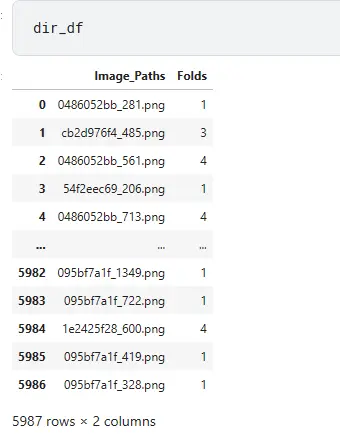 dir_df
Image_Paths Folds
0 0486052bb_281.png 1
1 cb2d976f4_485.png 3
2 0486052bb_561.png 4
3 54f2eec69_206.png 1
4 0486052bb_713.png 4
... ... ...
5982 095bf7a1f_1349.png 1
5983 095bf7a1f_722.png 1
5984 1e2425f28_600.png 4
5985 095bf7a1f_419.png 1
5986 095bf7a1f_328.png 1
5987 rows × 2 columns